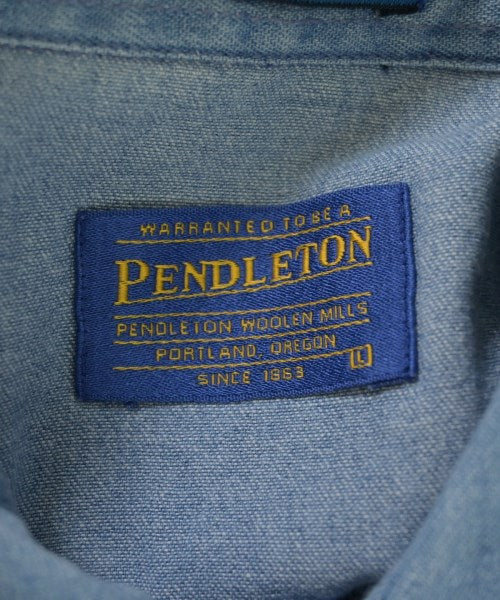 WARRANTED TO BE A
PENDLETON
PENDLETON WOOLEN MILLS
PORTLAND, OREGON
SINCE 1863 L